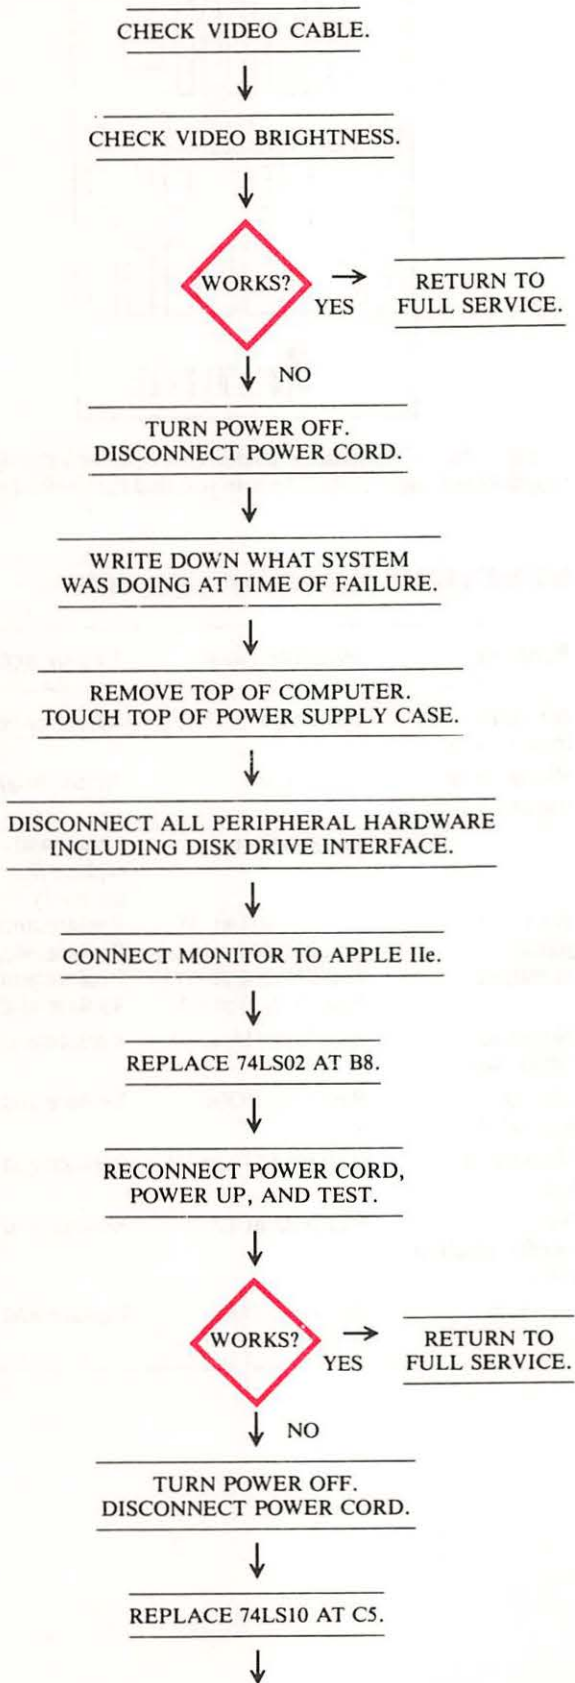 CHECK VIDEO CABLE.
CHECK VIDEO BRIGHTNESS.
WORKS?
YES
RETURN TO
FULL SERVICE.
NO
TURN POWER OFF.
DISCONNECT POWER CORD.
WRITE DOWN WHAT SYSTEM
WAS DOING AT TIME OF FAILURE.
REMOVE TOP OF COMPUTER.
TOUCH TOP OF POWER SUPPLY CASE.
DISCONNECT ALL PERIPHERAL HARDWARE
INCLUDING DISK DRIVE INTERFACE.
CONNECT MONITOR TO APPLE IIe.
REPLACE 74LS02 AT B8.
RECONNECT POWER CORD,
POWER UP, AND TEST.
WORKS?
YES
RETURN TO
FULL SERVICE.
NO
TURN POWER OFF.
DISCONNECT POWER CORD.
REPLACE 74LS10 AT C5.